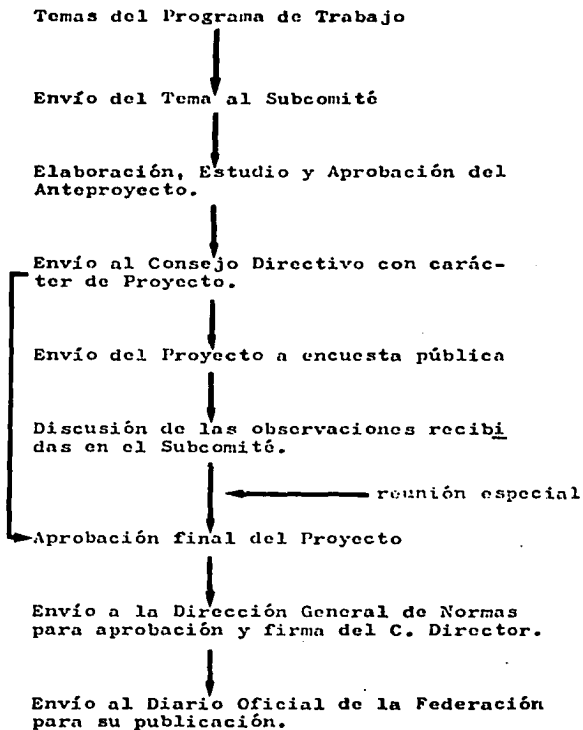 Temas del Programa de Trabajo
Envío del Tema al Subcomité
Elaboración, Estudio y Aprobación del
Anteproyecto.
Envío al Consejo Directivo con carác-
ter de Proyecto.
Envío del Proyecto a encuesta pública
Discusión de las observaciones recibi
das en el Subcomité.
reunión especial
Aprobación final del Proyecto
Envío a la Dirección General de Normas
para aprobación y firma del C. Director.
Envío al Diario Oficial de la Federación
para su publicación.